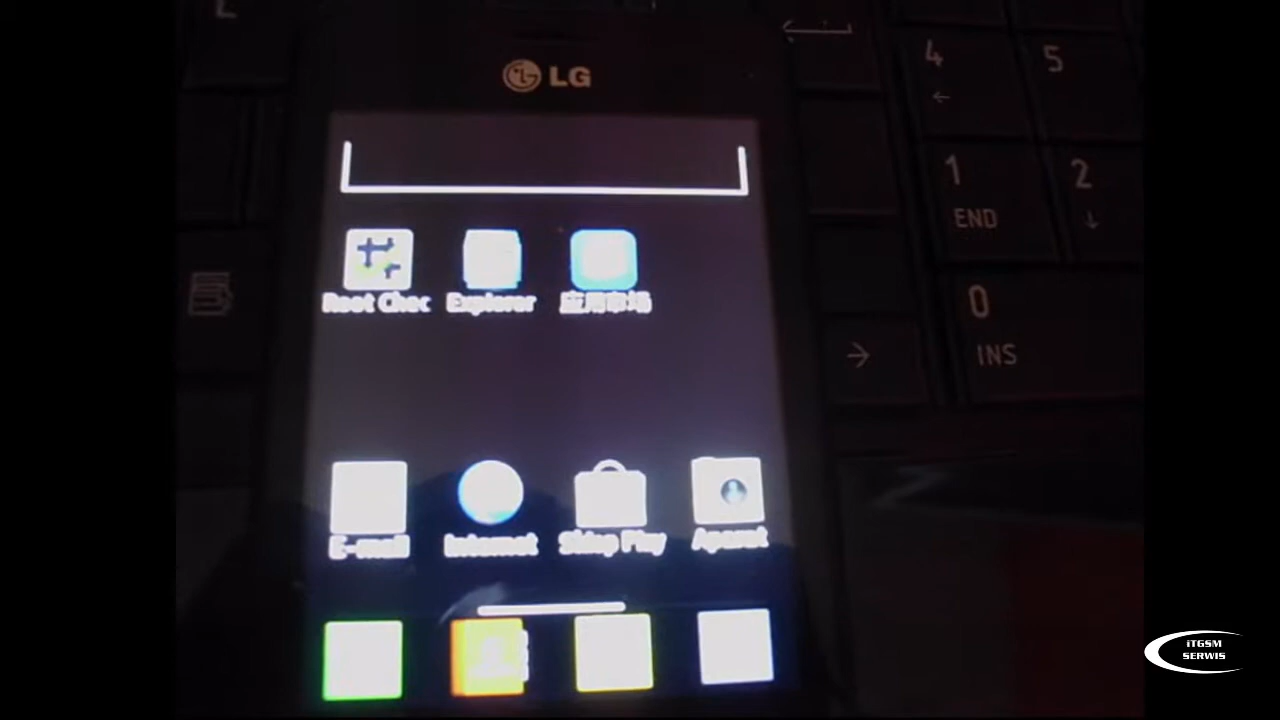 LG
Root Chec
Explorer
应用市场
E-mail
Internet
Sklep Play
Aparat
4
5
1
END
2
0
INS
iTGSM
SERWIS